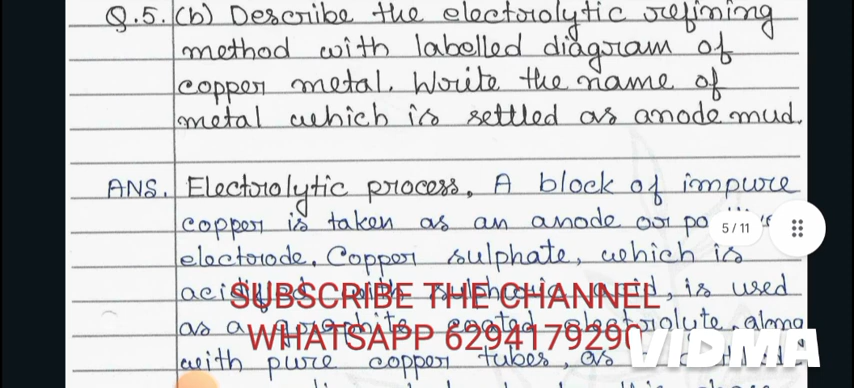 Q.5. (b) Describe the electrolytic refining
method with labelled diagram of
copper metal. Write the name of
metal which is settled as anode mud.
ANS. Electrolytic process. A block of impure
copper is taken as an anode or
5/11
electrode. Copper sulphate, which is
is used
SUBSCRIBE THE CHANNEL
as a electrolyte, along
WHATSAPP 6294179290
VIDMA
with pure copper tubes, as